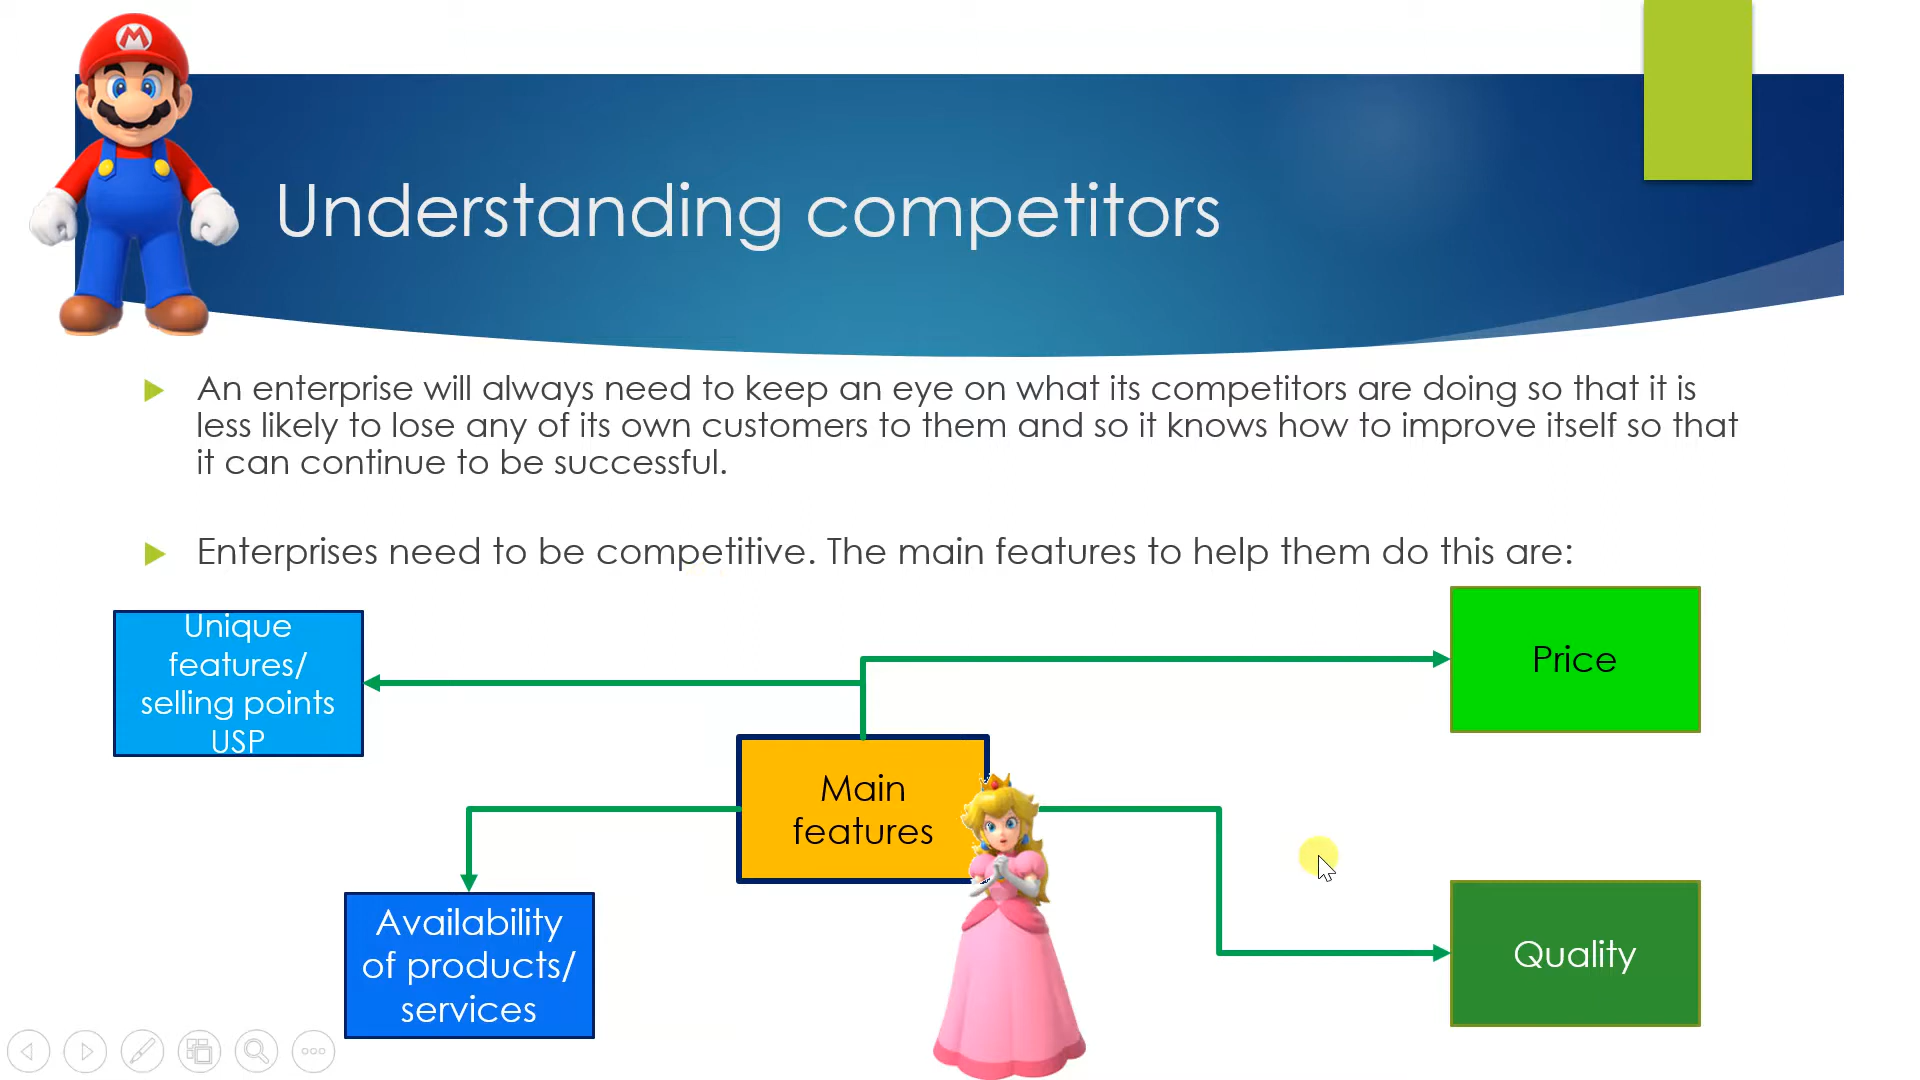 M
Understanding competitors
An enterprise will always need to keep an eye on what its competitors are doing so that it is
less likely to lose any of its own customers to them and so it knows how to improve itself so that
it can continue to be successful.
Enterprises need to be competitive. The main features to help them do this are:
Unique
features/
selling points
USP
Price
Main
features
Availability
of products/
services
Quality